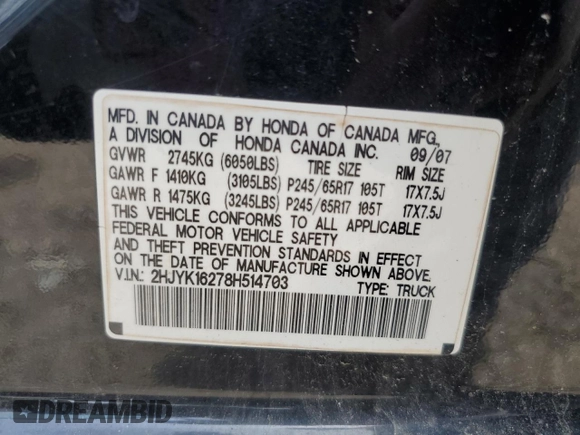 MFD. IN CANADA BY HONDA OF CANADA MFG.,
A DIVISION OF HONDA CANADA INC. 09/07
GVWR 2745KG (6050LBS) TIRE SIZE RIM SIZE
GAWR F 1410KG (3105LBS) P245/65R17 105T 17X7.5J
GAWR R 1475KG (3245LBS) P245/65R17 105T 17X7.5J
THIS VEHICLE CONFORMS TO ALL APPLICABLE
FEDERAL MOTOR VEHICLE SAFETY
AND THEFT PREVENTION STANDARDS IN EFFECT
ON THE DATE OF MANUFACTURE SHOWN ABOVE.
V.I.N.: 2HJYK16278H514703 TYPE: TRUCK
DREAMBID